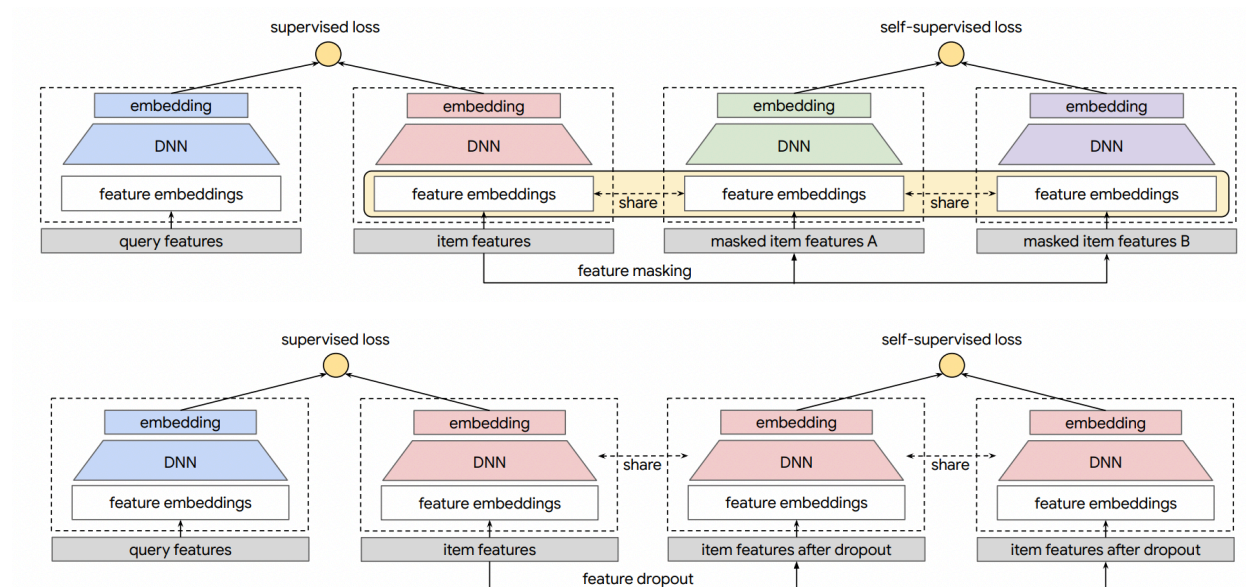 supervised loss
self-supervised loss
embedding
embedding
embedding
embedding
DNN
DNN
DNN
DNN
feature embeddings
feature embeddings
share
feature embeddings
share
feature embeddings
query features
item features
masked item features A
masked item features B
feature masking
supervised loss
self-supervised loss
embedding
embedding
embedding
embedding
DNN
DNN
share
DNN
share
DNN
feature embeddings
feature embeddings
feature embeddings
feature embeddings
query features
item features
item features after dropout
item features after dropout
feature dropout